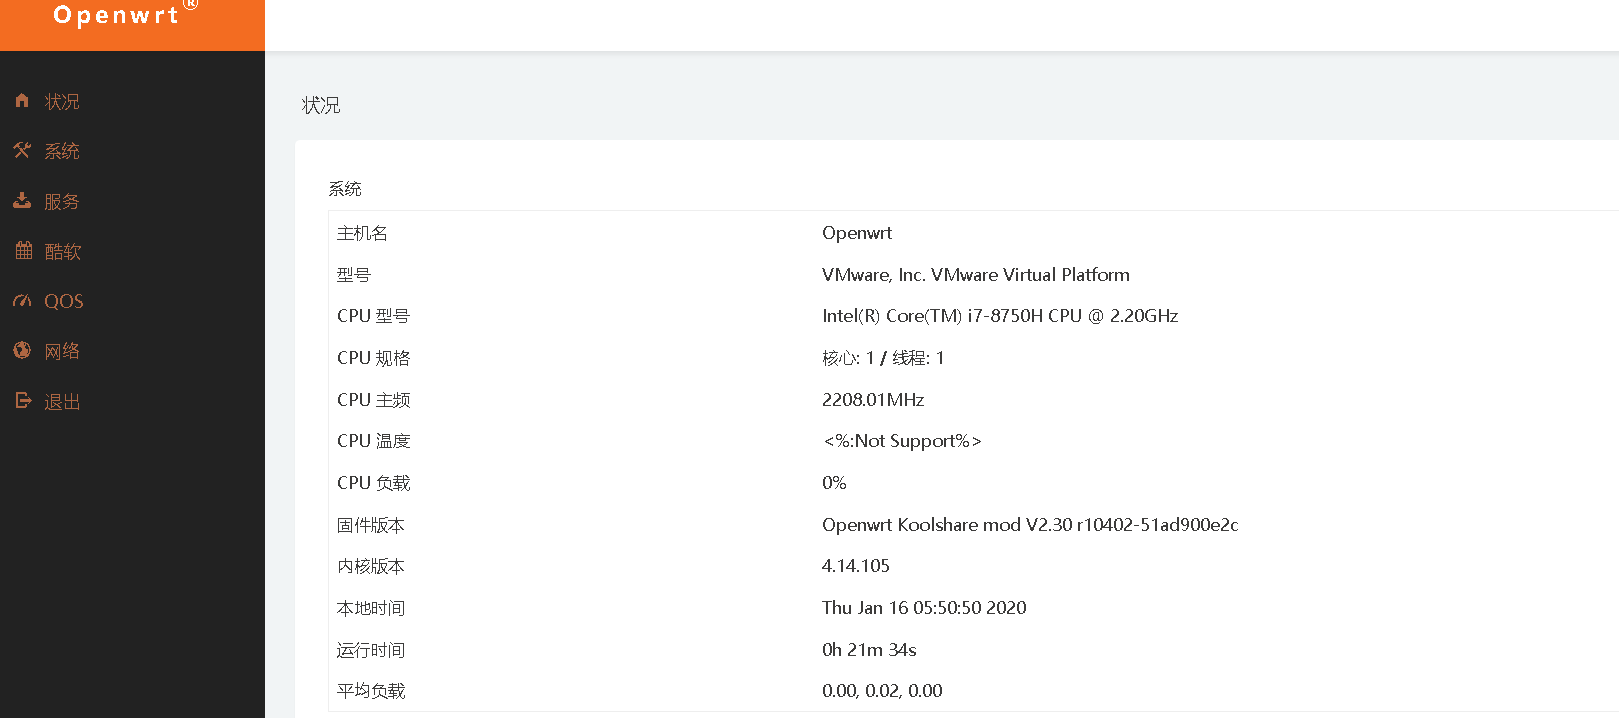 Openwrt®
状况
系统
服务
酷软
QOS
网络
退出
状况
系统
主机名 Openwrt
型号 VMware, Inc. VMware Virtual Platform
CPU 型号 Intel(R) Core(TM) i7-8750H CPU @ 2.20GHz
CPU 规格 核心: 1 / 线程: 1
CPU 主频 2208.01MHz
CPU 温度 <%:Not Support%>
CPU 负载 0%
固件版本 Openwrt Koolshare mod V2.30 r10402-51ad900e2c
内核版本 4.14.105
本地时间 Thu Jan 16 05:50:50 2020
运行时间 0h 21m 34s
平均负载 0.00, 0.02, 0.00